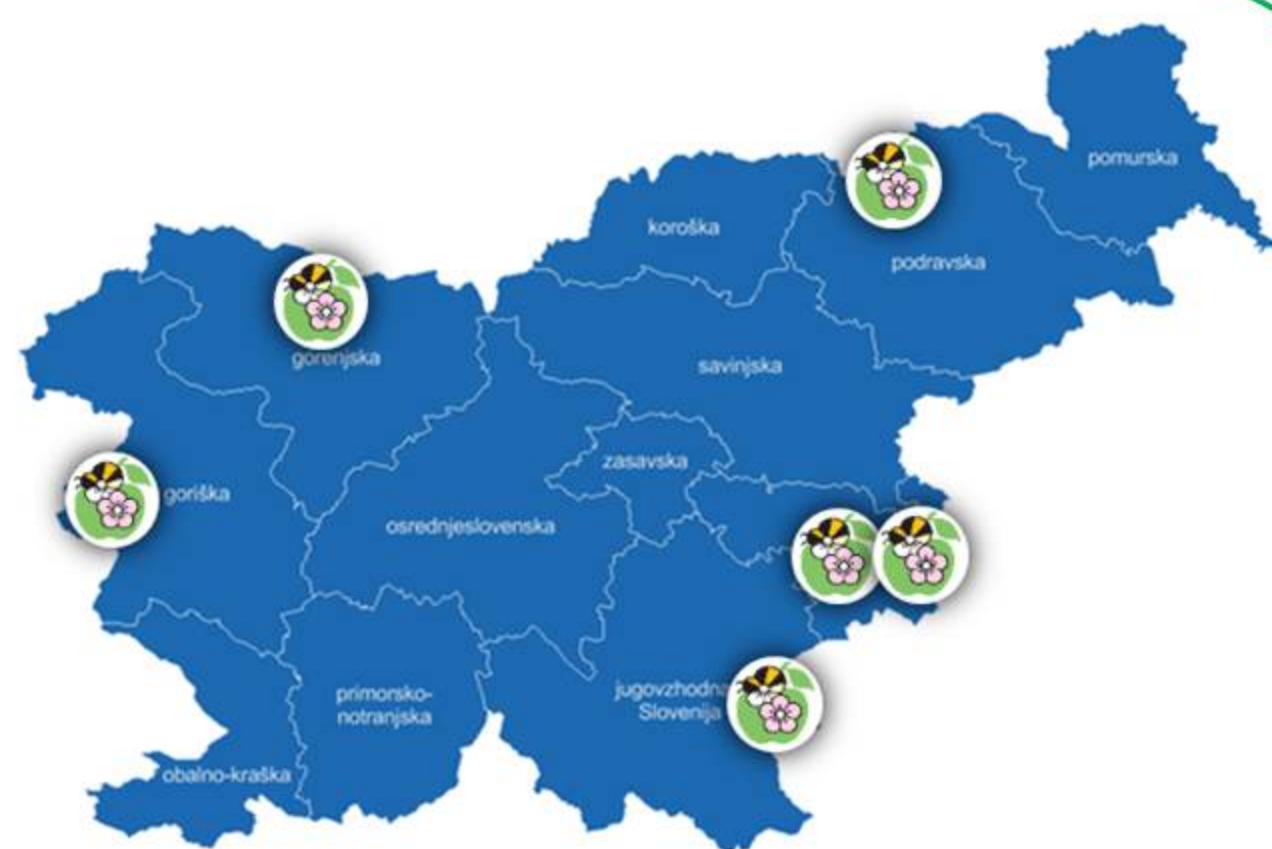 pomurska
koroška
podravska
gorenjska
savinjska
zasavska
goriška
osrednjeslovenska
jugovzhodna
Slovenija
primorsko-
notranjska
obalno-kraška